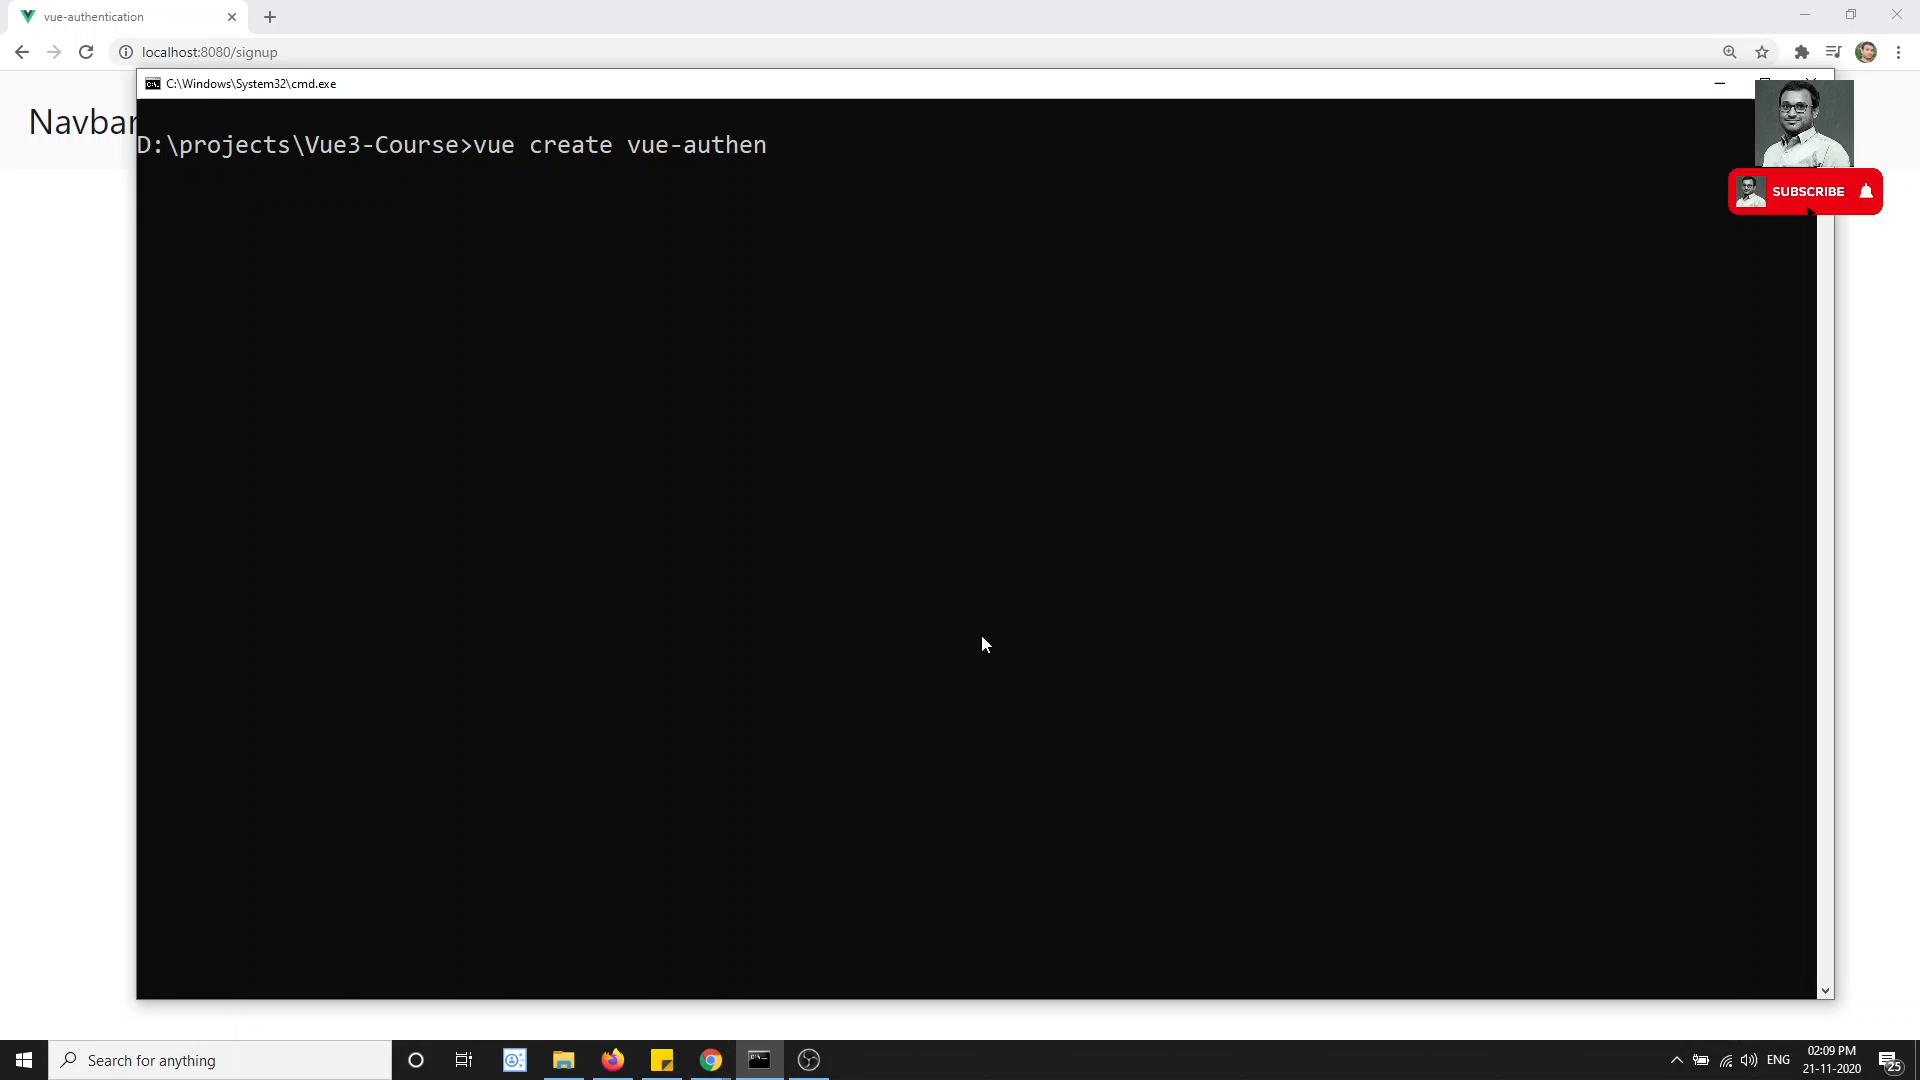 vue-authentication
localhost:8080/signup
C:\Windows\System32\cmd.exe
Navbar
D:\projects\Vue3-Course>vue create vue-authen
SUBSCRIBE
Search for anything
ENG
02:09 PM
21-11-2020
25